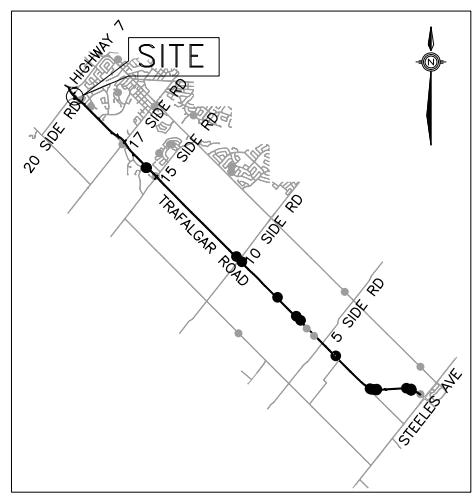 HIGHWAY 7
SITE
20 SIDE RD
17 SIDE RD
15 SIDE RD
TRAFALGAR ROAD
10 SIDE RD
5 SIDE RD
STEELES AVE
N